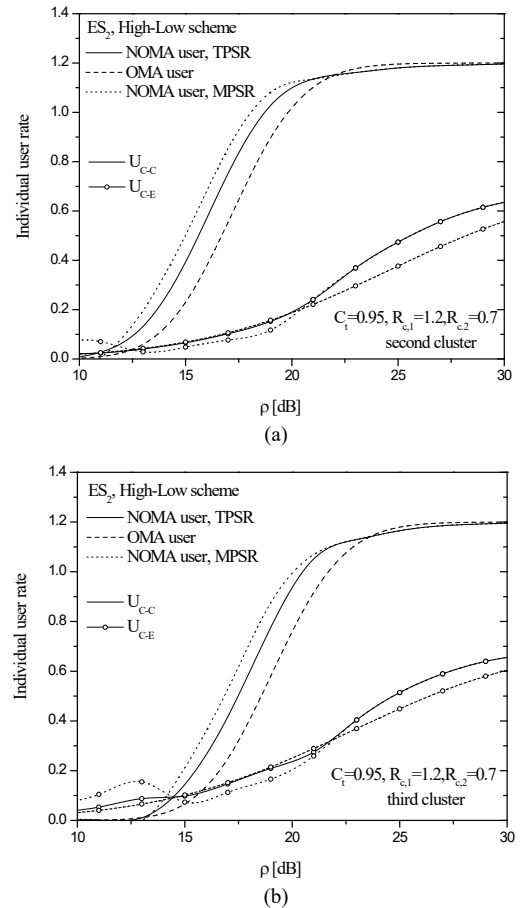 1.4
1.2
1.0
0.8
0.6
0.4
0.2
0.0
Individual user rate
ES2, High-Low scheme
NOMA user, TPSR
OMA user
NOMA user, MPSR
UC-C
UC-E
Ct=0.95, Rc,1=1.2,Rc.2=0.7
second cluster
10 15 20 25 30
ρ [dB]
(a)
1.4
1.2
1.0
0.8
0.6
0.4
0.2
0.0
Individual user rate
ES2, High-Low scheme
NOMA user, TPSR
OMA user
NOMA user, MPSR
UC-C
UC-E
Ct=0.95, Rc,1=1.2,Rc,2=0.7
third cluster
10 15 20 25 30
ρ [dB]
(b)